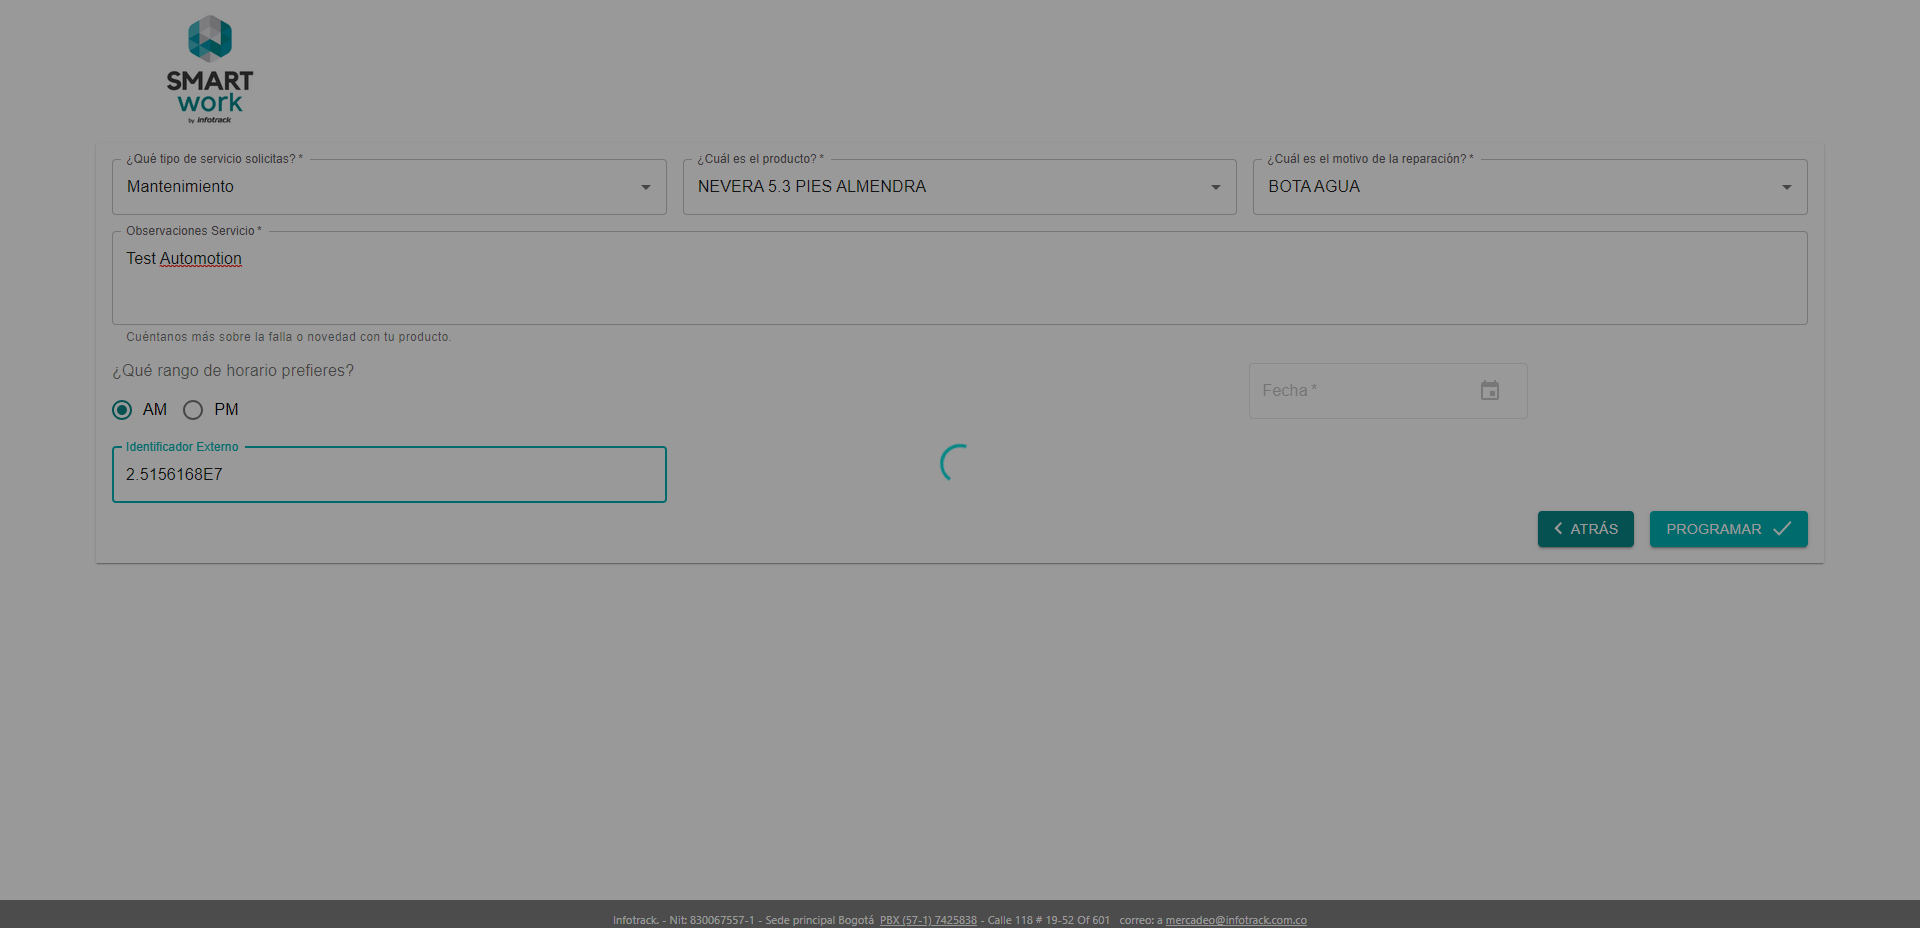 SMART
work
by infotrack
¿Qué tipo de servicio solicitas? *
Mantenimiento
¿Cuál es el producto? *
NEVERA 5.3 PIES ALMENDRA
¿Cuál es el motivo de la reparación? *
BOTA AGUA
Observaciones Servicio *
Test Automotion
Cuéntanos más sobre la falla o novedad con tu producto.
¿Qué rango de horario prefieres?
Fecha *
AM PM
Identificador Externo
2.5156168E7
ATRÁS
PROGRAMAR
Infotrack. - Nit: 830067557-1 - Sede principal Bogotá PBX (57-1) 7425838 - Calle 118 # 19-52 Of 601 correo: a mercadeo@infotrack.com.co